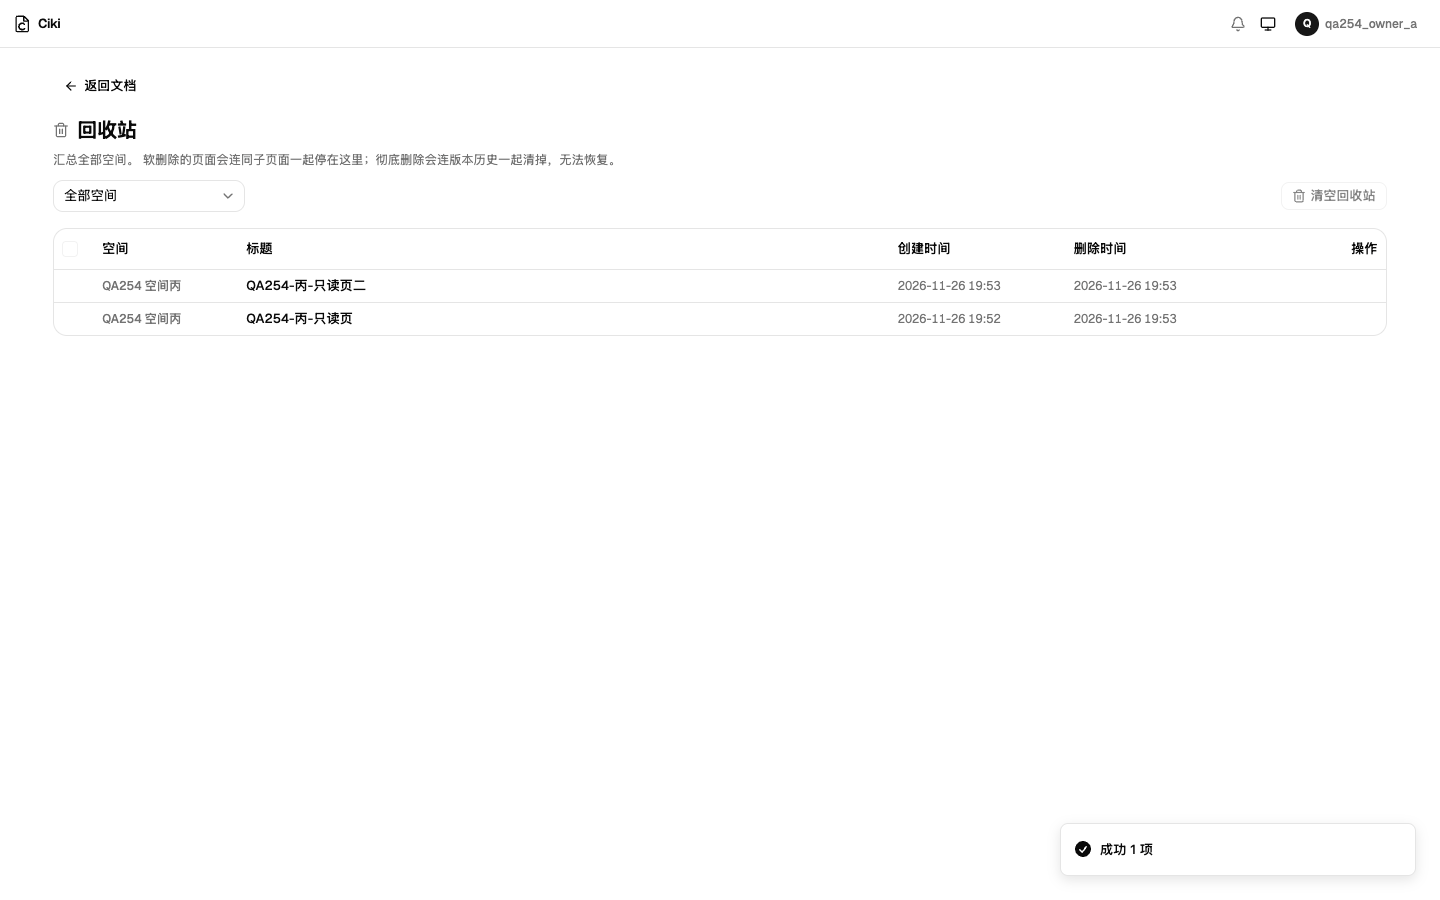 Ciki
Q qa254_owner_a
返回文档
回收站
汇总全部空间。 软删除的页面会连同子页面一起停在这里；彻底删除会连版本历史一起清掉，无法恢复。
全部空间
清空回收站
空间 标题 创建时间 删除时间 操作
QA254 空间丙 QA254-丙-只读页二 2026-11-26 19:53 2026-11-26 19:53
QA254 空间丙 QA254-丙-只读页 2026-11-26 19:52 2026-11-26 19:53
成功 1 项